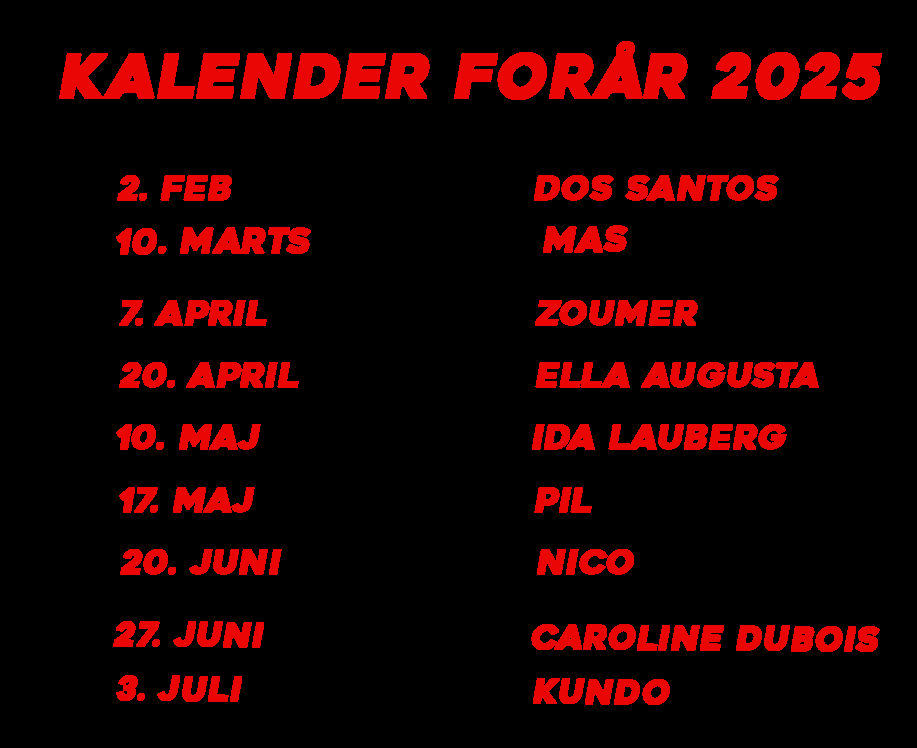 KALENDER FORÅR 2025
2. FEB DOS SANTOS
10. MARTS MAS
7. APRIL ZOUMER
20. APRIL ELLA AUGUSTA
10. MAJ IDA LAUBERG
17. MAJ PIL
20. JUNI NICO
27. JUNI CAROLINE DUBOIS
3. JULI KUNDO